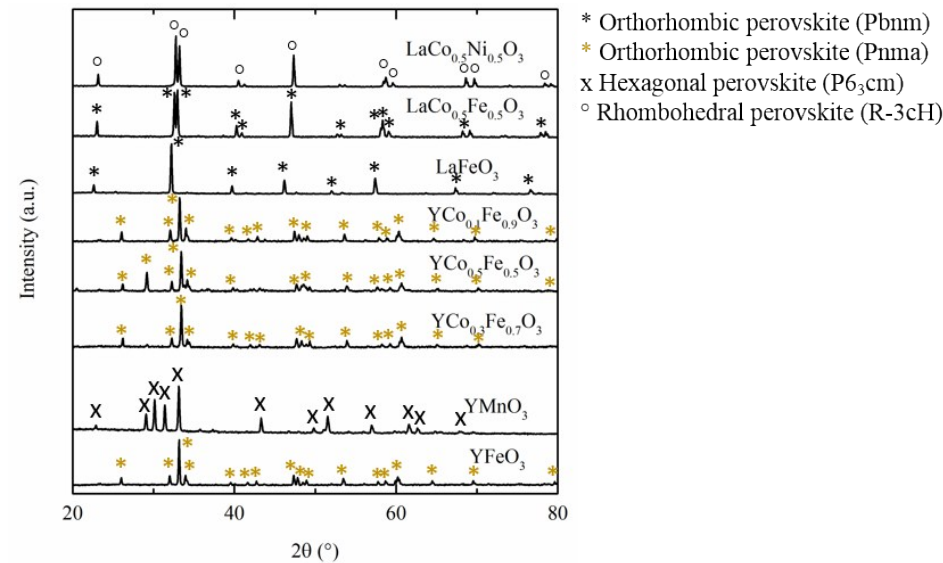 * Orthorhombic perovskite (Pbnm)
* Orthorhombic perovskite (Pnma)
x Hexagonal perovskite (P6₃cm)
° Rhombohedral perovskite (R-3cH)
LaCo₀.₅Ni₀.₅O₃
LaCo₀.₅Fe₀.₅O₃
LaFeO₃
YCo₀.₁Fe₀.₉O₃
YCo₀.₅Fe₀.₅O₃
YCo₀.₃Fe₀.₇O₃
YMnO₃
YFeO₃
Intensity (a.u.)
20 40 60 80
2θ (°)